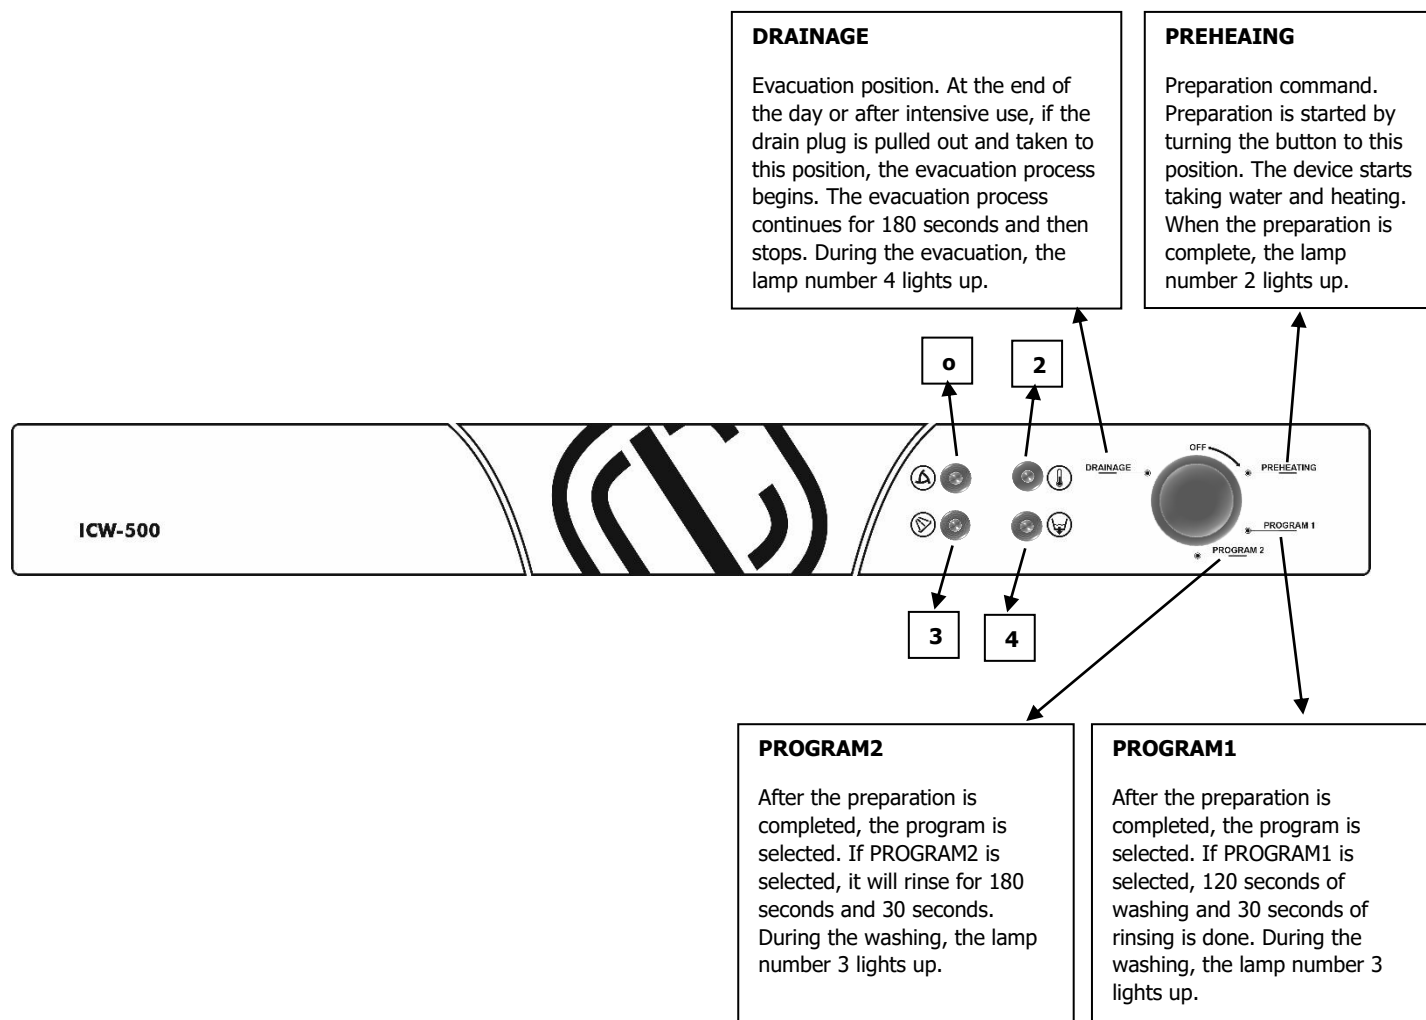 DRAINAGE
Evacuation position. At the end of
the day or after intensive use, if the
drain plug is pulled out and taken to
this position, the evacuation process
begins. The evacuation process
continues for 180 seconds and then
stops. During the evacuation, the
lamp number 4 lights up.
PREHEAING
Preparation command.
Preparation is started by
turning the button to this
position. The device starts
taking water and heating.
When the preparation is
complete, the lamp
number 2 lights up.
o
2
OFF
DRAINAGE
PREHEATING
ICW-500
PROGRAM 1
PROGRAM 2
3
4
PROGRAM2
After the preparation is
completed, the program is
selected. If PROGRAM2 is
selected, it will rinse for 180
seconds and 30 seconds.
During the washing, the lamp
number 3 lights up.
PROGRAM1
After the preparation is
completed, the program is
selected. If PROGRAM1 is
selected, 120 seconds of
washing and 30 seconds of
rinsing is done. During the
washing, the lamp number 3
lights up.